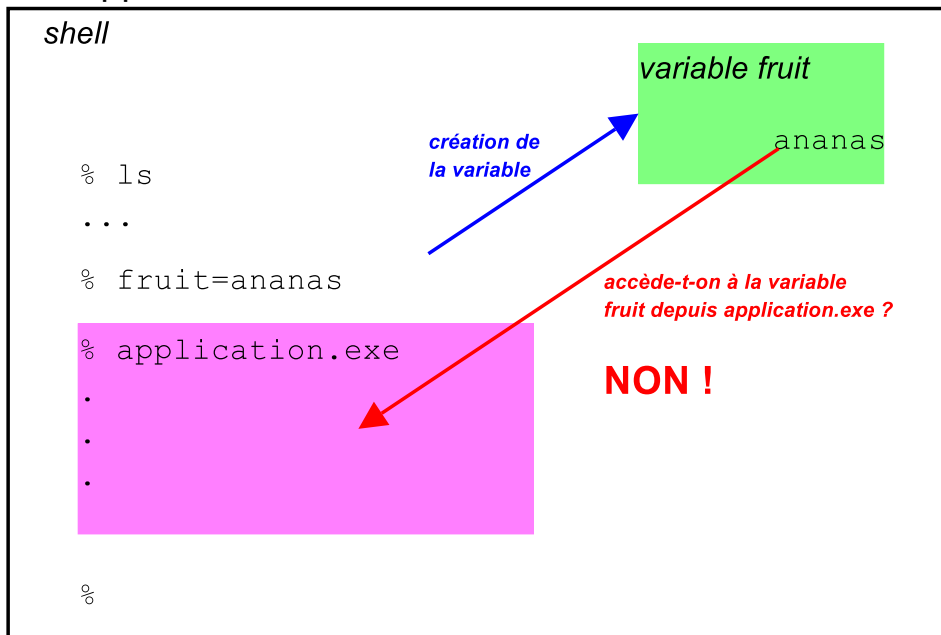 shell
variable fruit
ananas
création de
la variable
% ls
...
% fruit=ananas
accède-t-on à la variable
fruit depuis application.exe ?
NON !
% application.exe
.
.
.
%